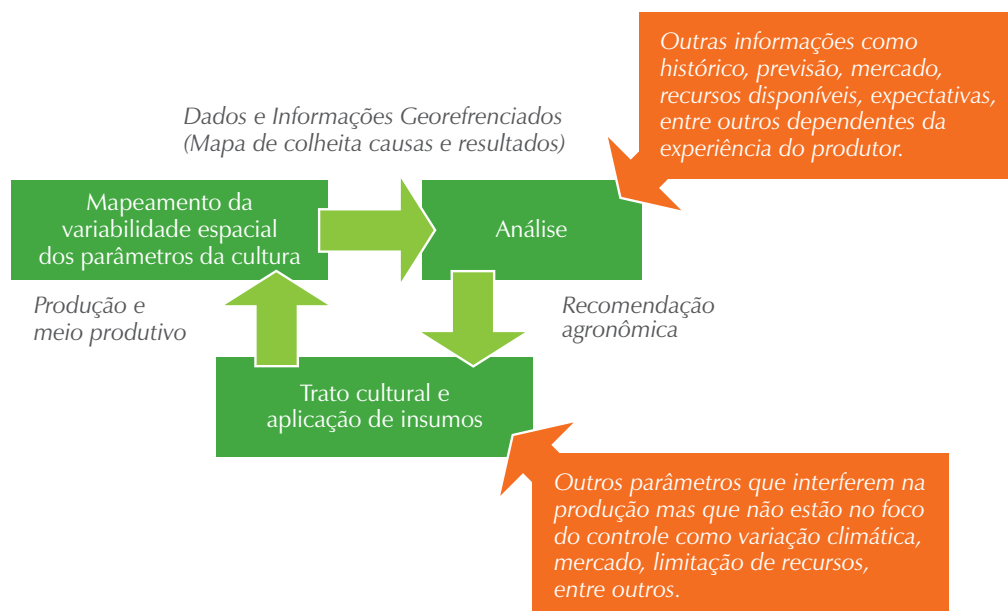 Outras informações como
histórico, previsão, mercado,
recursos disponíveis, expectativas,
entre outros dependentes da
experiência do produtor.
Dados e Informações Georefrenciados
(Mapa de colheita causas e resultados)
Mapeamento da
variabilidade espacial
dos parâmetros da cultura
Análise
Produção e
meio produtivo
Recomendação
agronômica
Trato cultural e
aplicação de insumos
Outros parâmetros que interferem na
produção mas que não estão no foco
do controle como variação climática,
mercado, limitação de recursos,
entre outros.